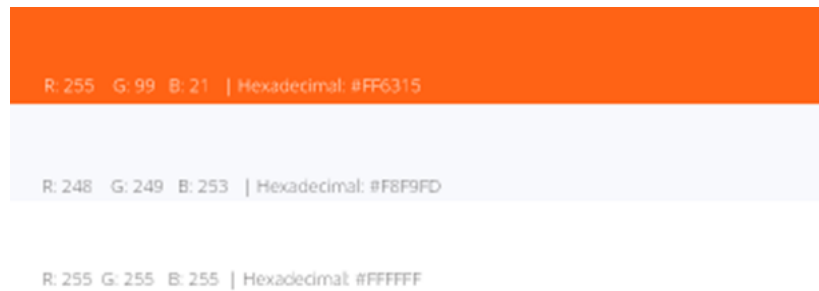 R: 255 G: 99 B: 21 | Hexadecimal: #FF6315
R: 248 G: 249 B: 253 | Hexadecimal: #F8F9FD
R: 255 G: 255 B: 255 | Hexadecimal: #FFFFFF